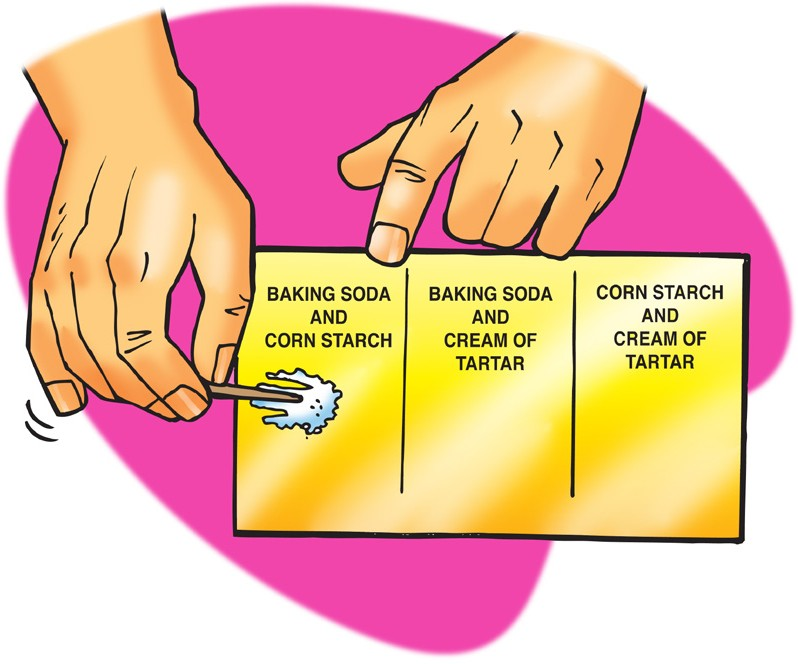 BAKING SODA
AND
CORN STARCH
BAKING SODA
AND
CREAM OF
TARTAR
CORN STARCH
AND
CREAM OF
TARTAR